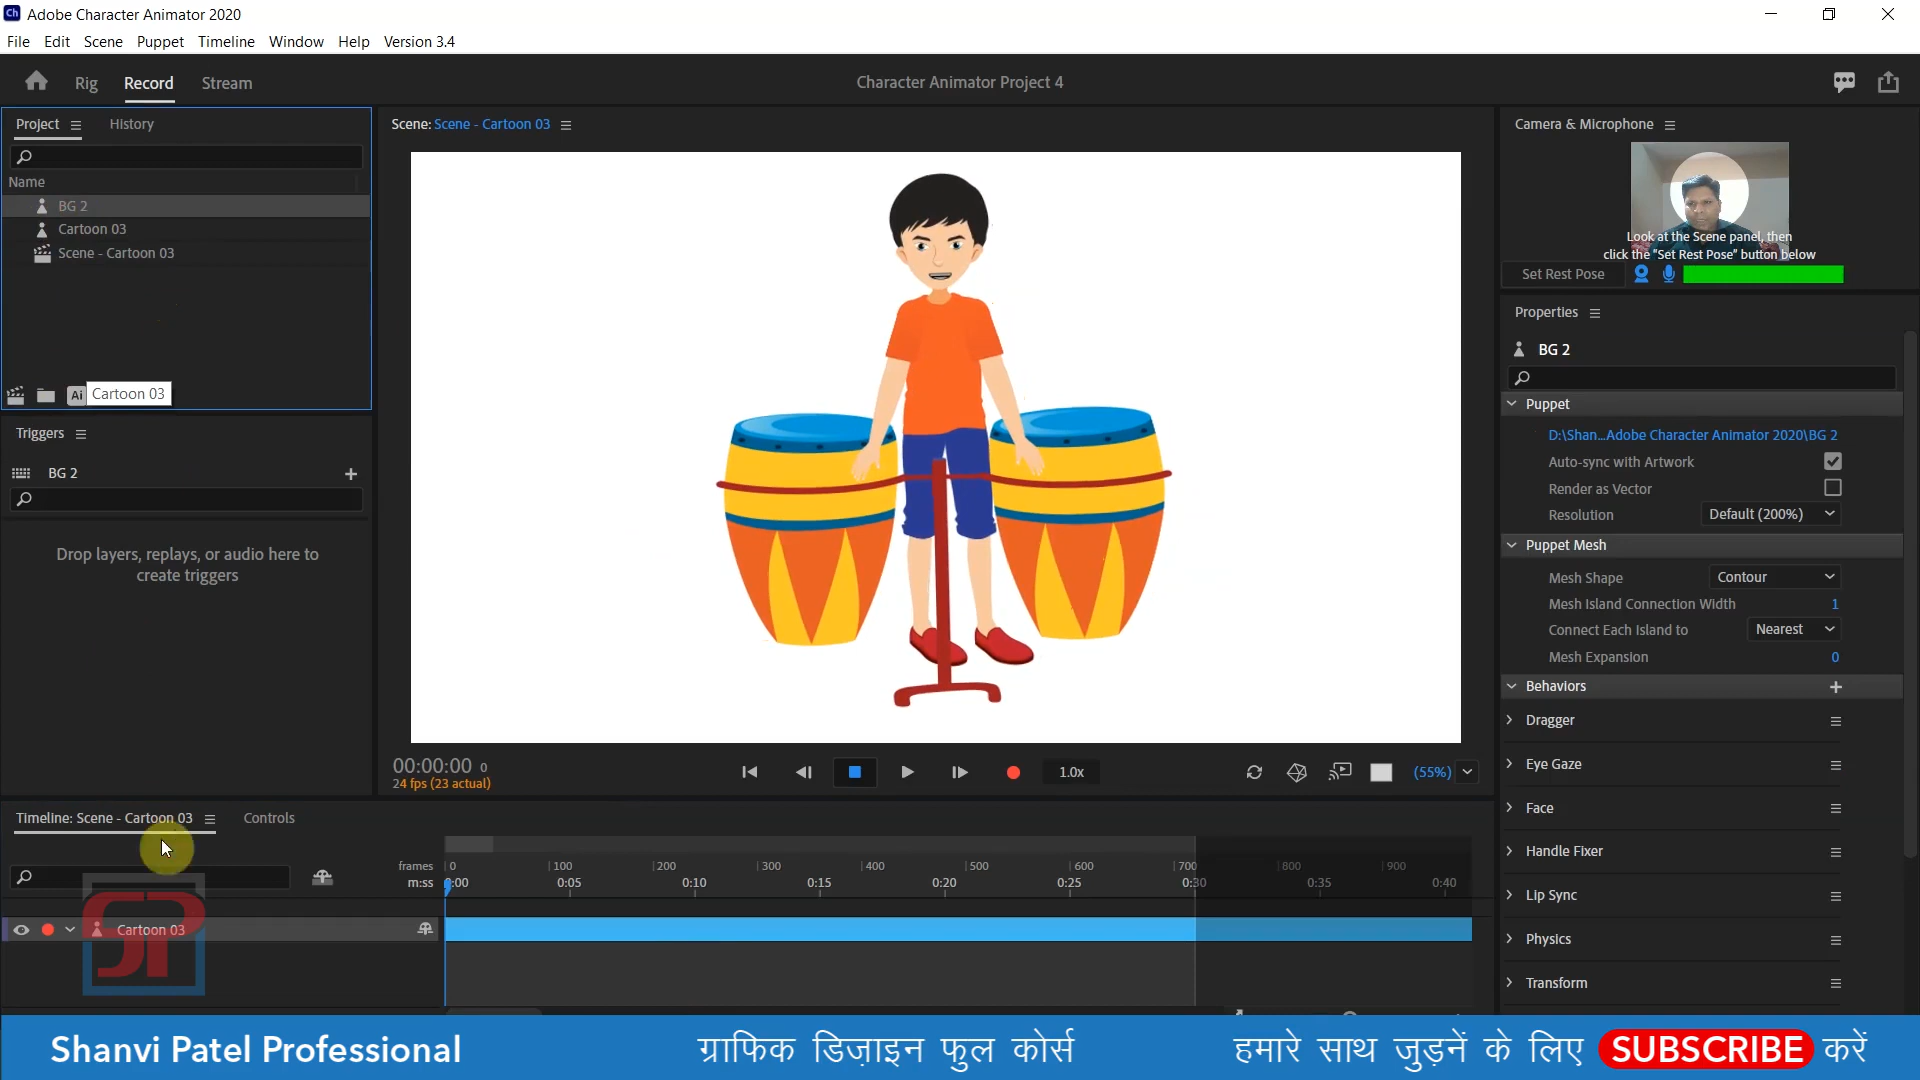 Ch Adobe Character Animator 2020
File Edit Scene Puppet Timeline Window Help Version 3.4
Rig Record Stream
Character Animator Project 4
Project History
Name
BG 2
Cartoon 03
Scene - Cartoon 03
Ai Cartoon 03
Triggers
BG 2
Drop layers, replays, or audio here to
create triggers
Scene: Scene - Cartoon 03
00:00:00 0
24 fps (23 actual)
1.0x
(55%)
Camera & Microphone
Look at the Scene panel, then
click the "Set Rest Pose" button below
Set Rest Pose
Properties
BG 2
Puppet
D:\Shan...Adobe Character Animator 2020\BG 2
Auto-sync with Artwork
Render as Vector
Resolution Default (200%)
Puppet Mesh
Mesh Shape Contour
Mesh Island Connection Width 1
Connect Each Island to Nearest
Mesh Expansion 0
Behaviors
Dragger
Eye Gaze
Face
Handle Fixer
Lip Sync
Physics
Transform
Timeline: Scene - Cartoon 03 Controls
frames 0 100 200 300 400 500 600 700 800 900
m:ss 0:00 0:05 0:10 0:15 0:20 0:25 0:30 0:35 0:40
Cartoon 03
SP
Shanvi Patel Professional ग्राफिक डिज़ाइन फुल कोर्स हमारे साथ जुड़नें के लिए SUBSCRIBE करें